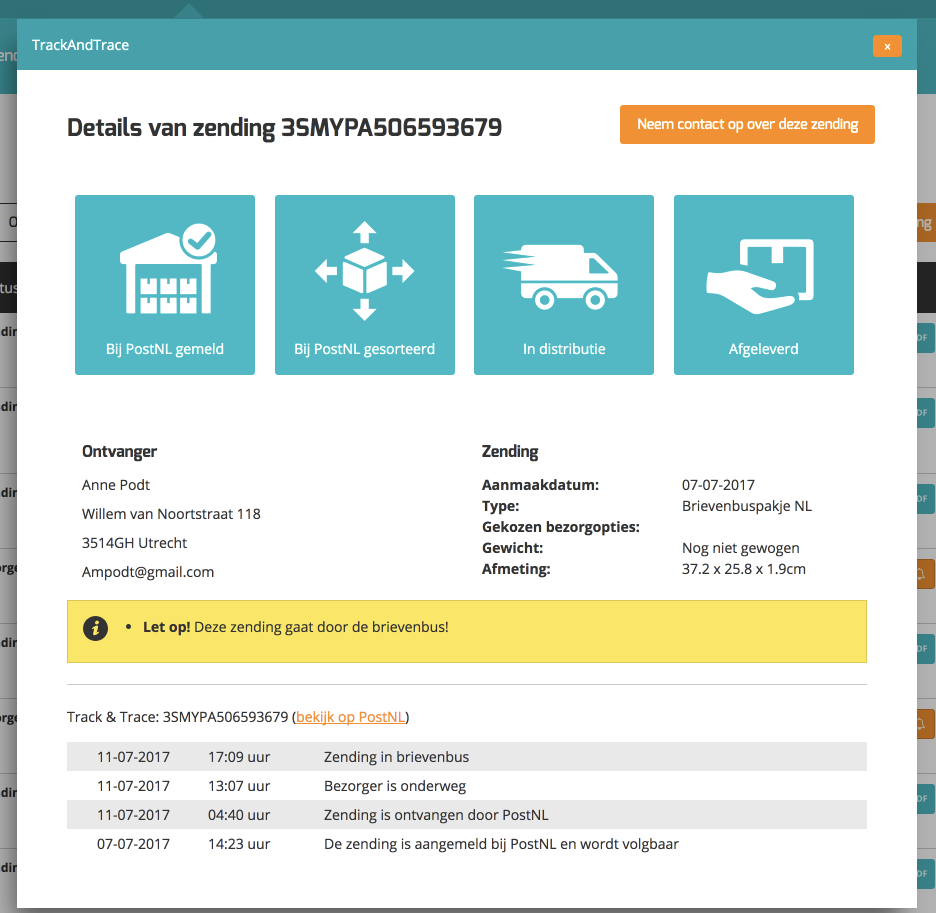 TrackAndTrace
x
Details van zending 3SMYPA506593679
Neem contact op over deze zending
Bij PostNL gemeld
Bij PostNL gesorteerd
In distributie
Afgeleverd
Ontvanger
Anne Podt
Willem van Noortstraat 118
3514GH Utrecht
Ampodt@gmail.com
Zending
Aanmaakdatum: 07-07-2017
Type: Brievenbuspakje NL
Gekozen bezorgopties:
Gewicht: Nog niet gewogen
Afmeting: 37.2 x 25.8 x 1.9cm
• Let op! Deze zending gaat door de brievenbus!
Track & Trace: 3SMYPA506593679 (bekijk op PostNL)
11-07-2017 17:09 uur Zending in brievenbus
11-07-2017 13:07 uur Bezorger is onderweg
11-07-2017 04:40 uur Zending is ontvangen door PostNL
07-07-2017 14:23 uur De zending is aangemeld bij PostNL en wordt volgbaar